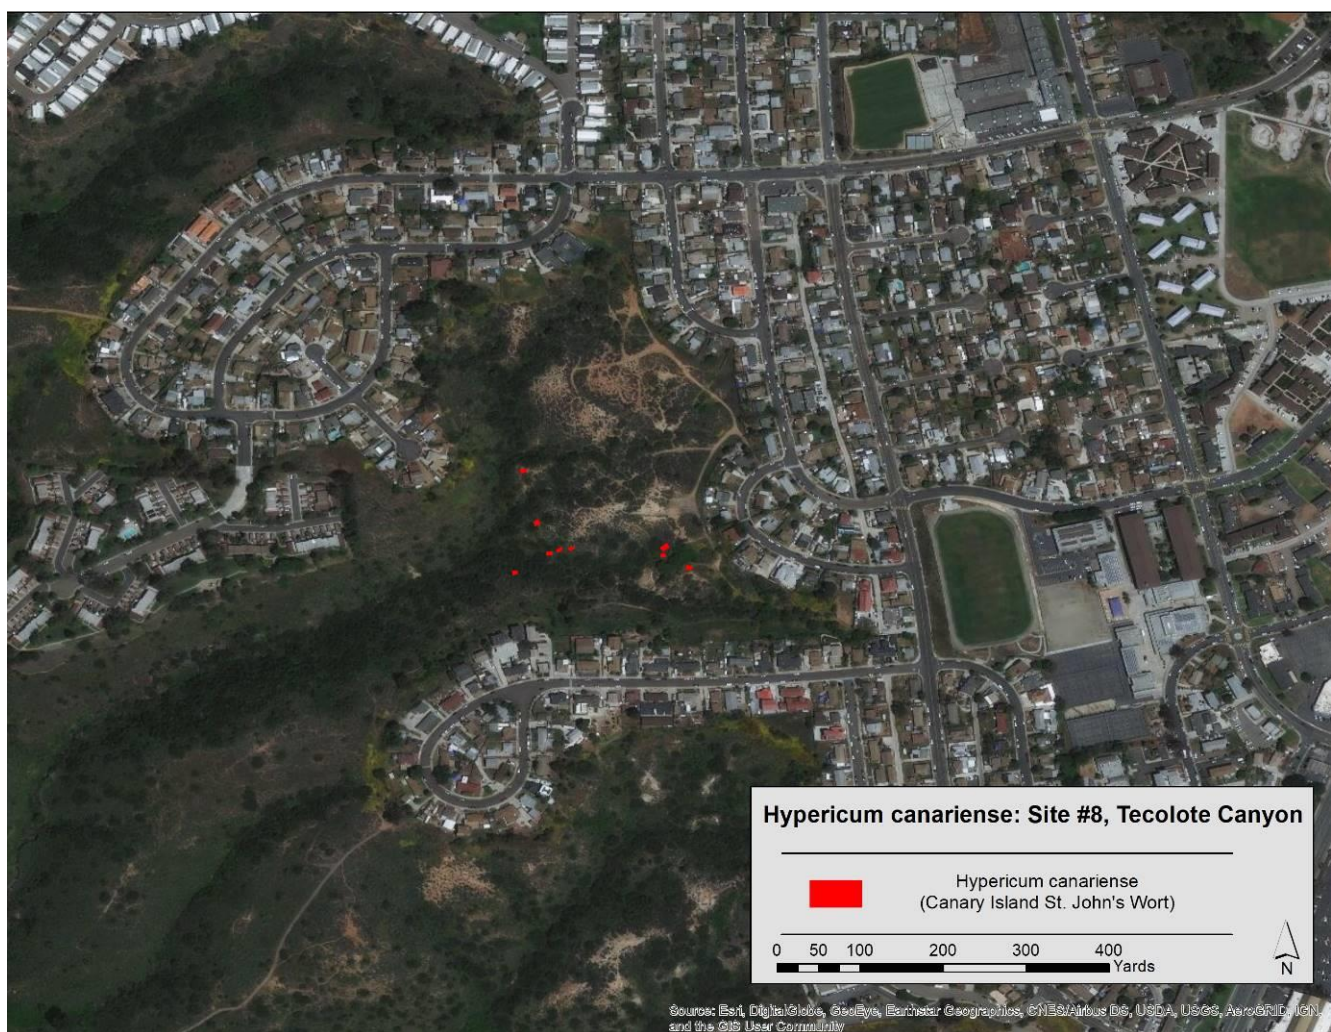 Hypericum canariense: Site #8, Tecolote Canyon
Hypericum canariense
(Canary Island St. John's Wort)
0 50 100 200 300 400
Yards
N
Source: Esri, DigitalGlobe, GeoEye, Earthstar Geographics, CNES/Airbus DS, USDA, USGS, AeroGRID, IGN,
and the GIS User Community